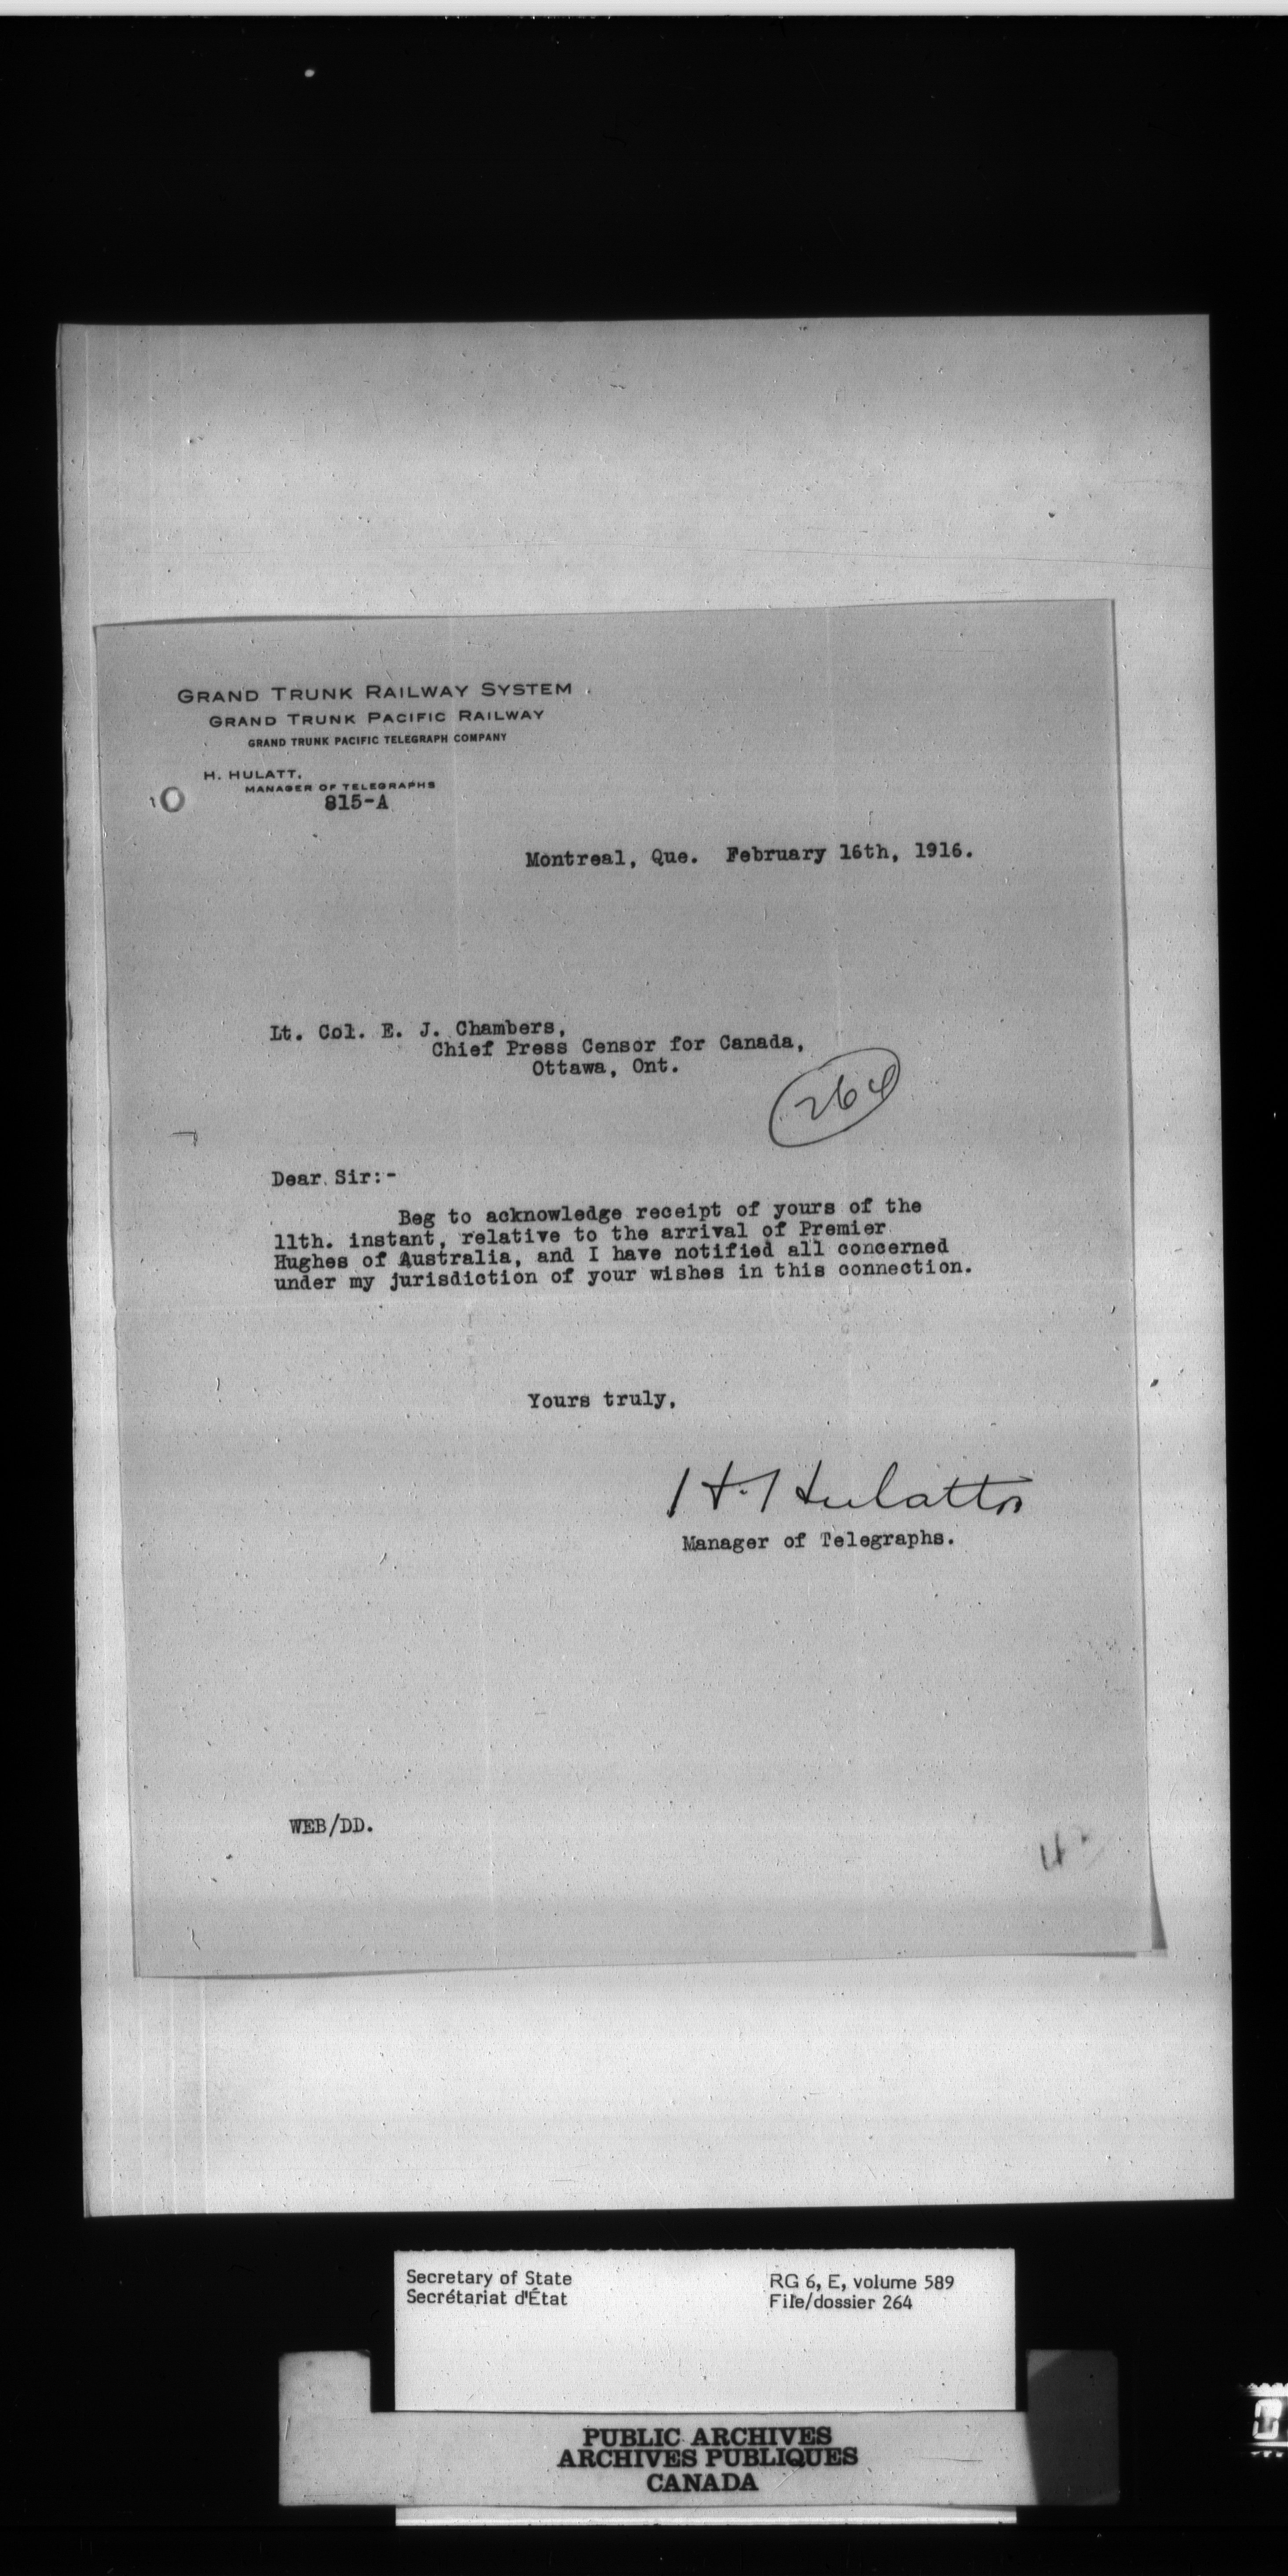 GRAND TRUNK RAILWAY SYSTEM
GRAND TRUNK PACIFIC RAILWAY
GRAND TRUNK PACIFIC TELEGRAPH COMPANY
H. HULATT,
MANAGER OF TELEGRAPHS
815-A
Montreal, Que. February 16th, 1916.
Lt. Col. E. J. Chambers,
Chief Press Censor for Canada,
Ottawa, Ont.
264
Dear Sir:-
Beg to acknowledge receipt of yours of the
11th. instant, relative to the arrival of Premier
Hughes of Australia, and I have notified all concerned
under my jurisdiction of your wishes in this connection.
Yours truly,
H. Hulatt
Manager of Telegraphs.
WEB/DD.
Secretary of State
Secrétariat d'État
RG 6, E, volume 589
File/dossier 264
PUBLIC ARCHIVES
ARCHIVES PUBLIQUES
CANADA